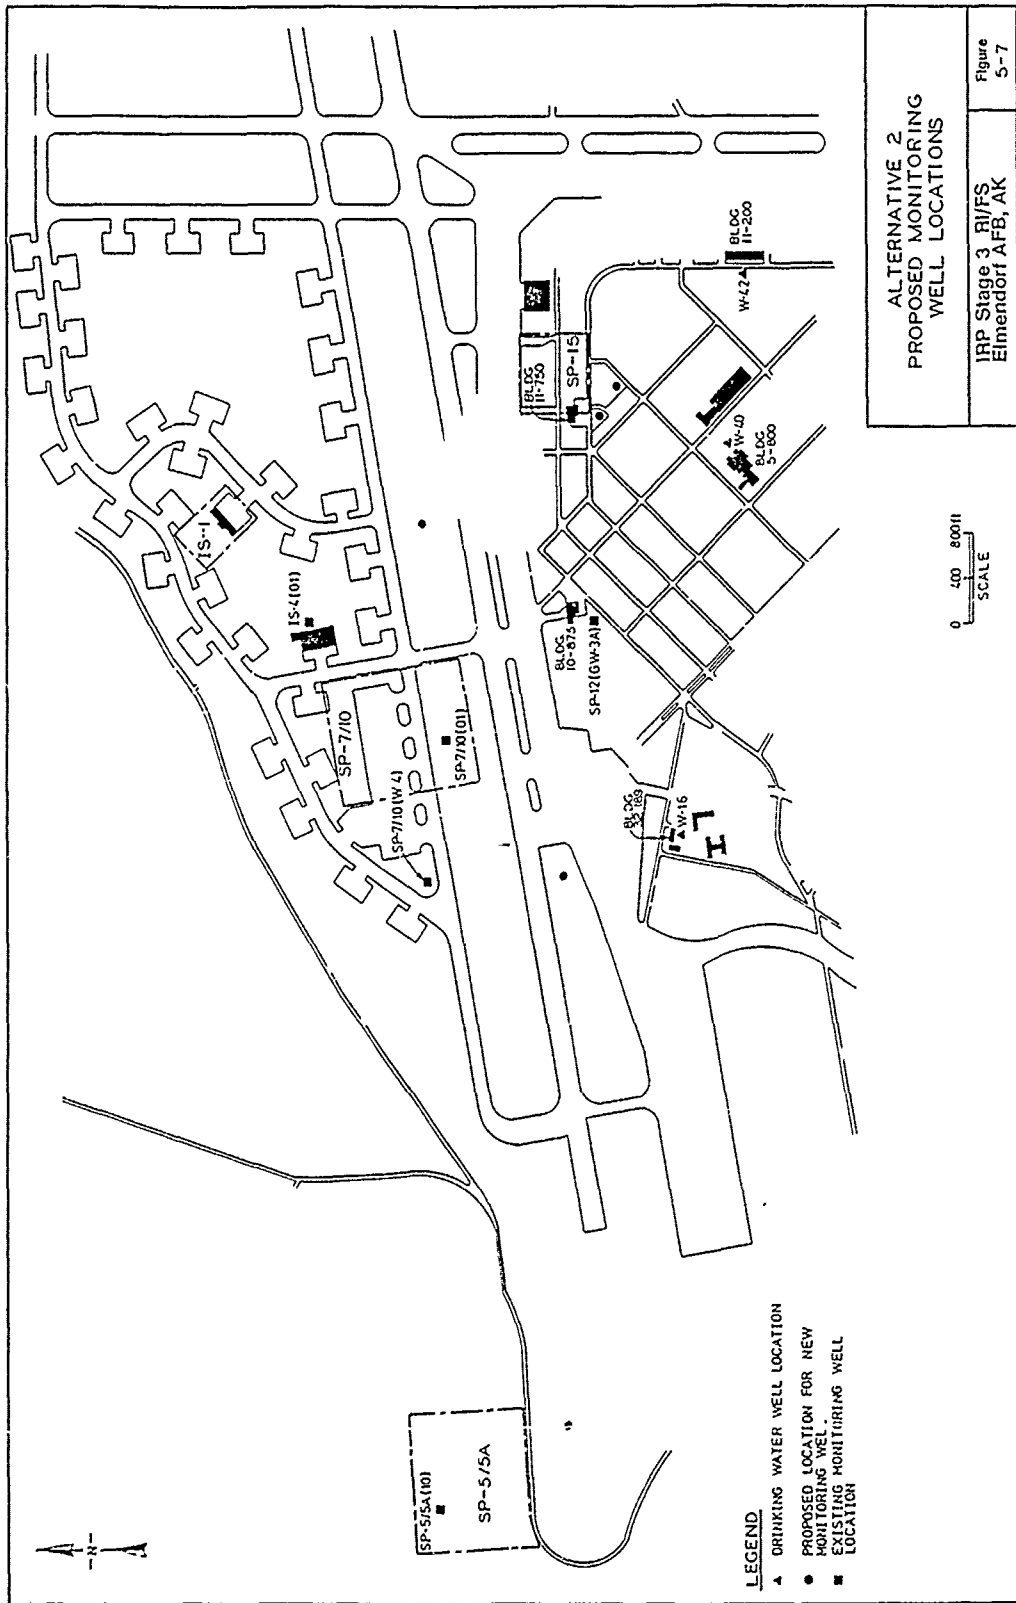 ALTERNATIVE 2
PROPOSED MONITORING
WELL LOCATIONS
IRP Stage 3 RI/FS
Elmendorf AFB, AK
Figure
5-7
-N-
IS-1
IS-4(01)
SP-7/10
SP-7/10(W4)
SP-7/10(01)
SP-5/5A(10)
SP-5/5A
BLDG
11-750
SP-15
BLDG
11-200
W-42
W-40
BLDG
5-800
BLDG
10-875
SP-12(GW-3A)
BLDG
32-189
W-16
0 400 800ft
SCALE
LEGEND
DRINKING WATER WELL LOCATION
PROPOSED LOCATION FOR NEW
MONITORING WEL.
EXISTING MONITORING WELL
LOCATION